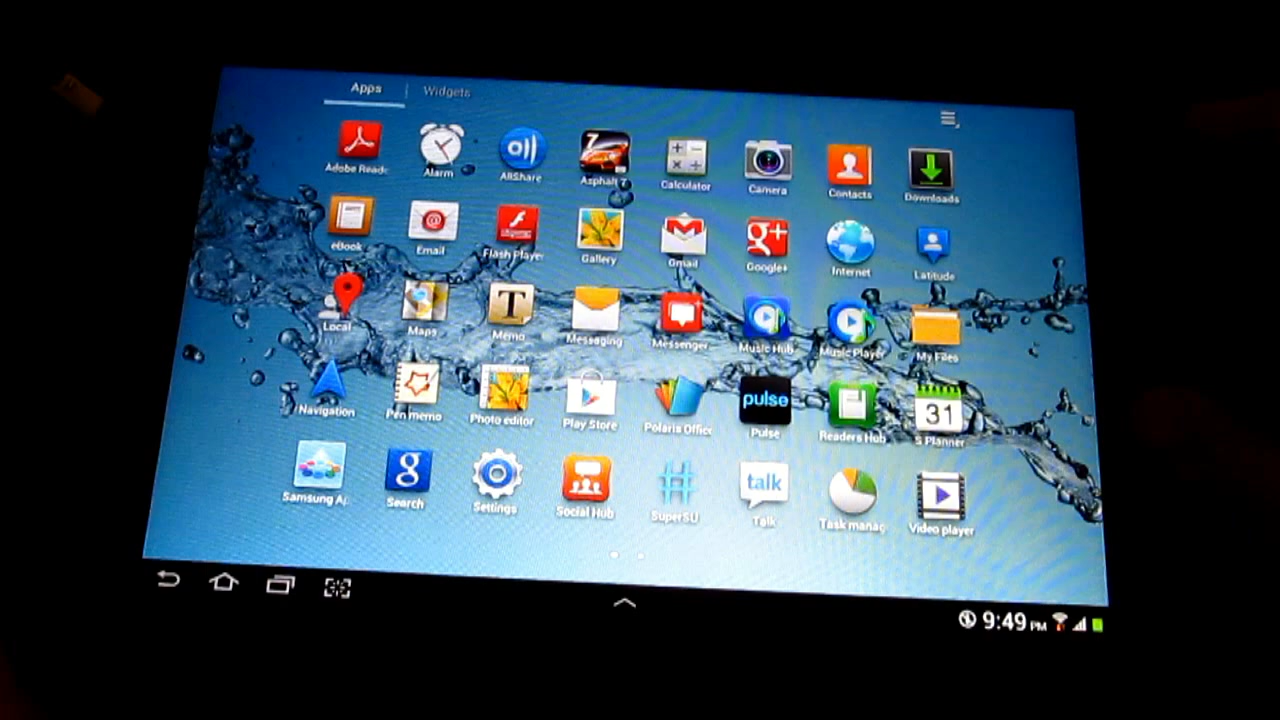 Apps Widgets
Adobe Reade Alarm AllShare Asphalt 7 Calculator Camera Contacts Downloads
eBook Email Flash Player Gallery Gmail Google+ Internet Latitude
Local Maps Memo Messaging Messenger Music Hub Music Player My Files
Navigation Pen memo Photo editor Play Store Polaris Office pulse Pulse Readers Hub 31 S Planner
Samsung Ap Search Settings Social Hub SuperSU talk Talk Task manag Video player
9:49 PM